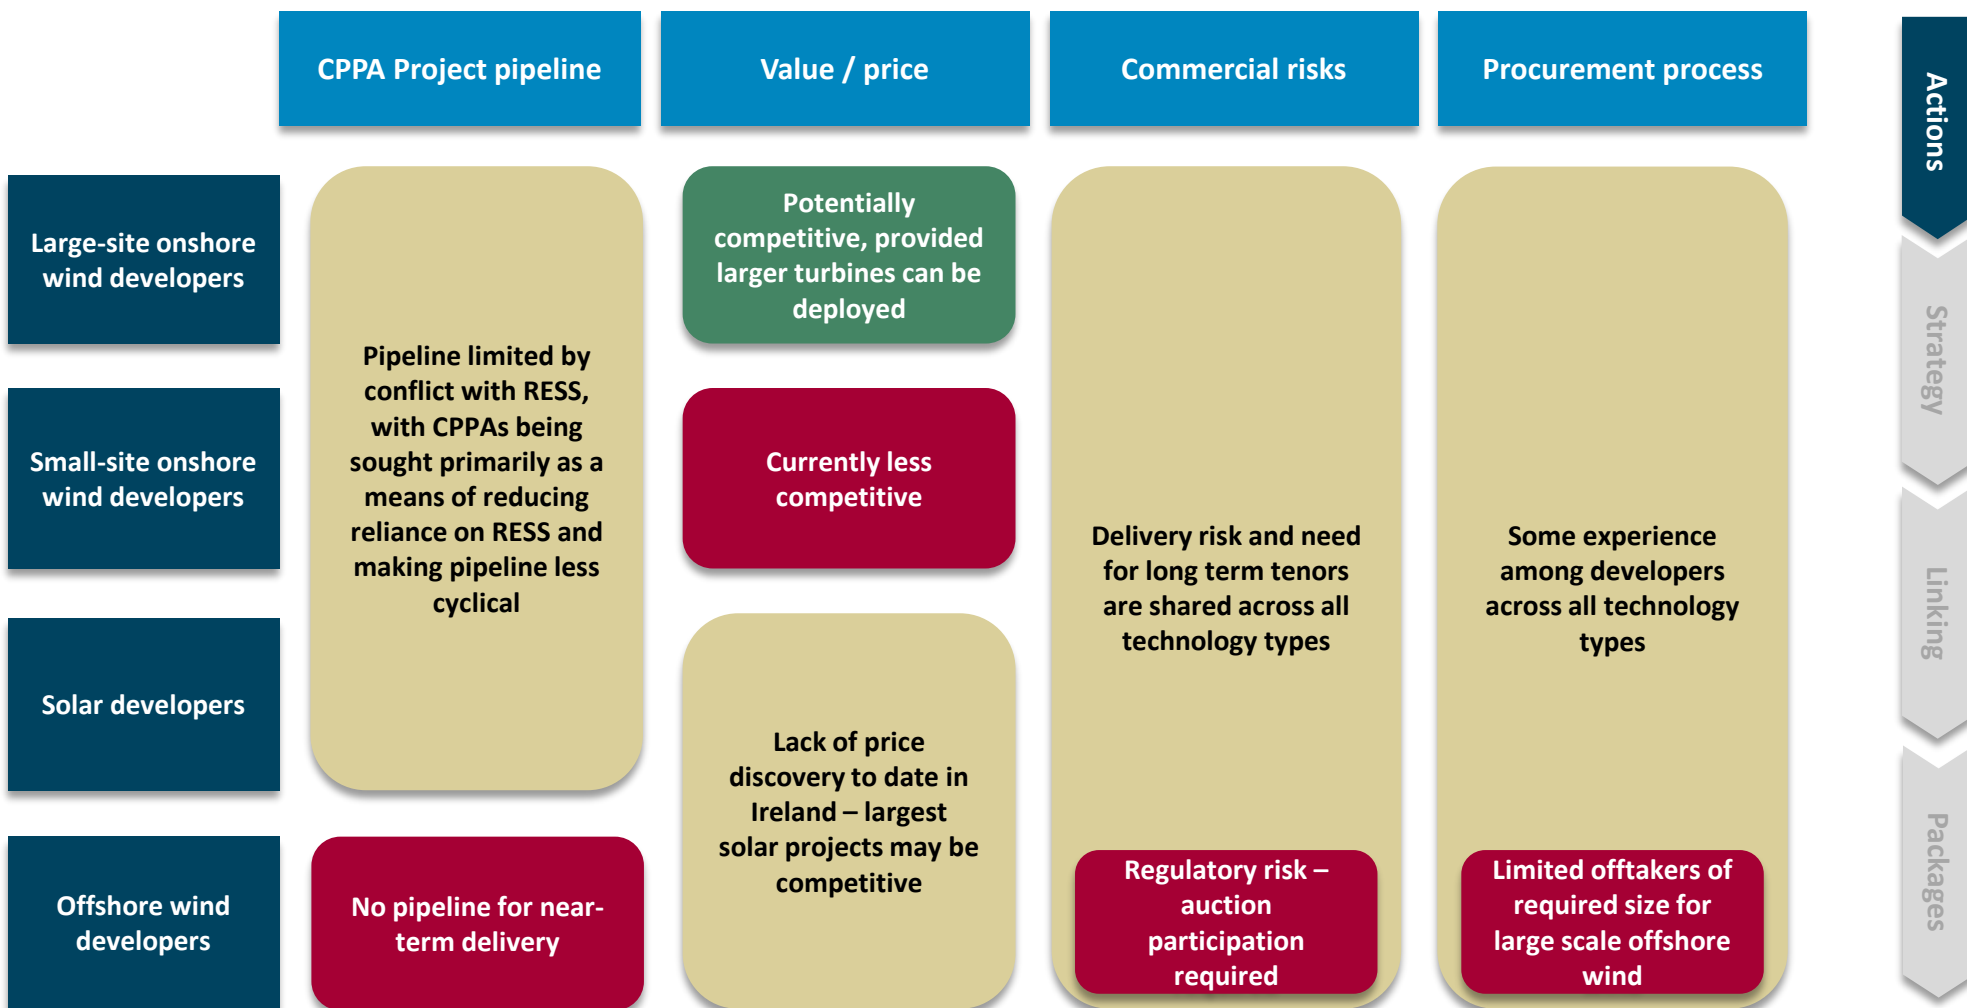 CPPA Project pipeline
Value / price
Commercial risks
Procurement process
Large-site onshore
wind developers
Small-site onshore
wind developers
Solar developers
Offshore wind
developers
Pipeline limited by
conflict with RESS,
with CPPAs being
sought primarily as a
means of reducing
reliance on RESS and
making pipeline less
cyclical
No pipeline for near-
term delivery
Potentially
competitive, provided
larger turbines can be
deployed
Currently less
competitive
Lack of price
discovery to date in
Ireland – largest
solar projects may be
competitive
Delivery risk and need
for long term tenors
are shared across all
technology types
Regulatory risk –
auction
participation
required
Some experience
among developers
across all technology
types
Limited offtakers of
required size for
large scale offshore
wind
Actions
Strategy
Linking
Packages